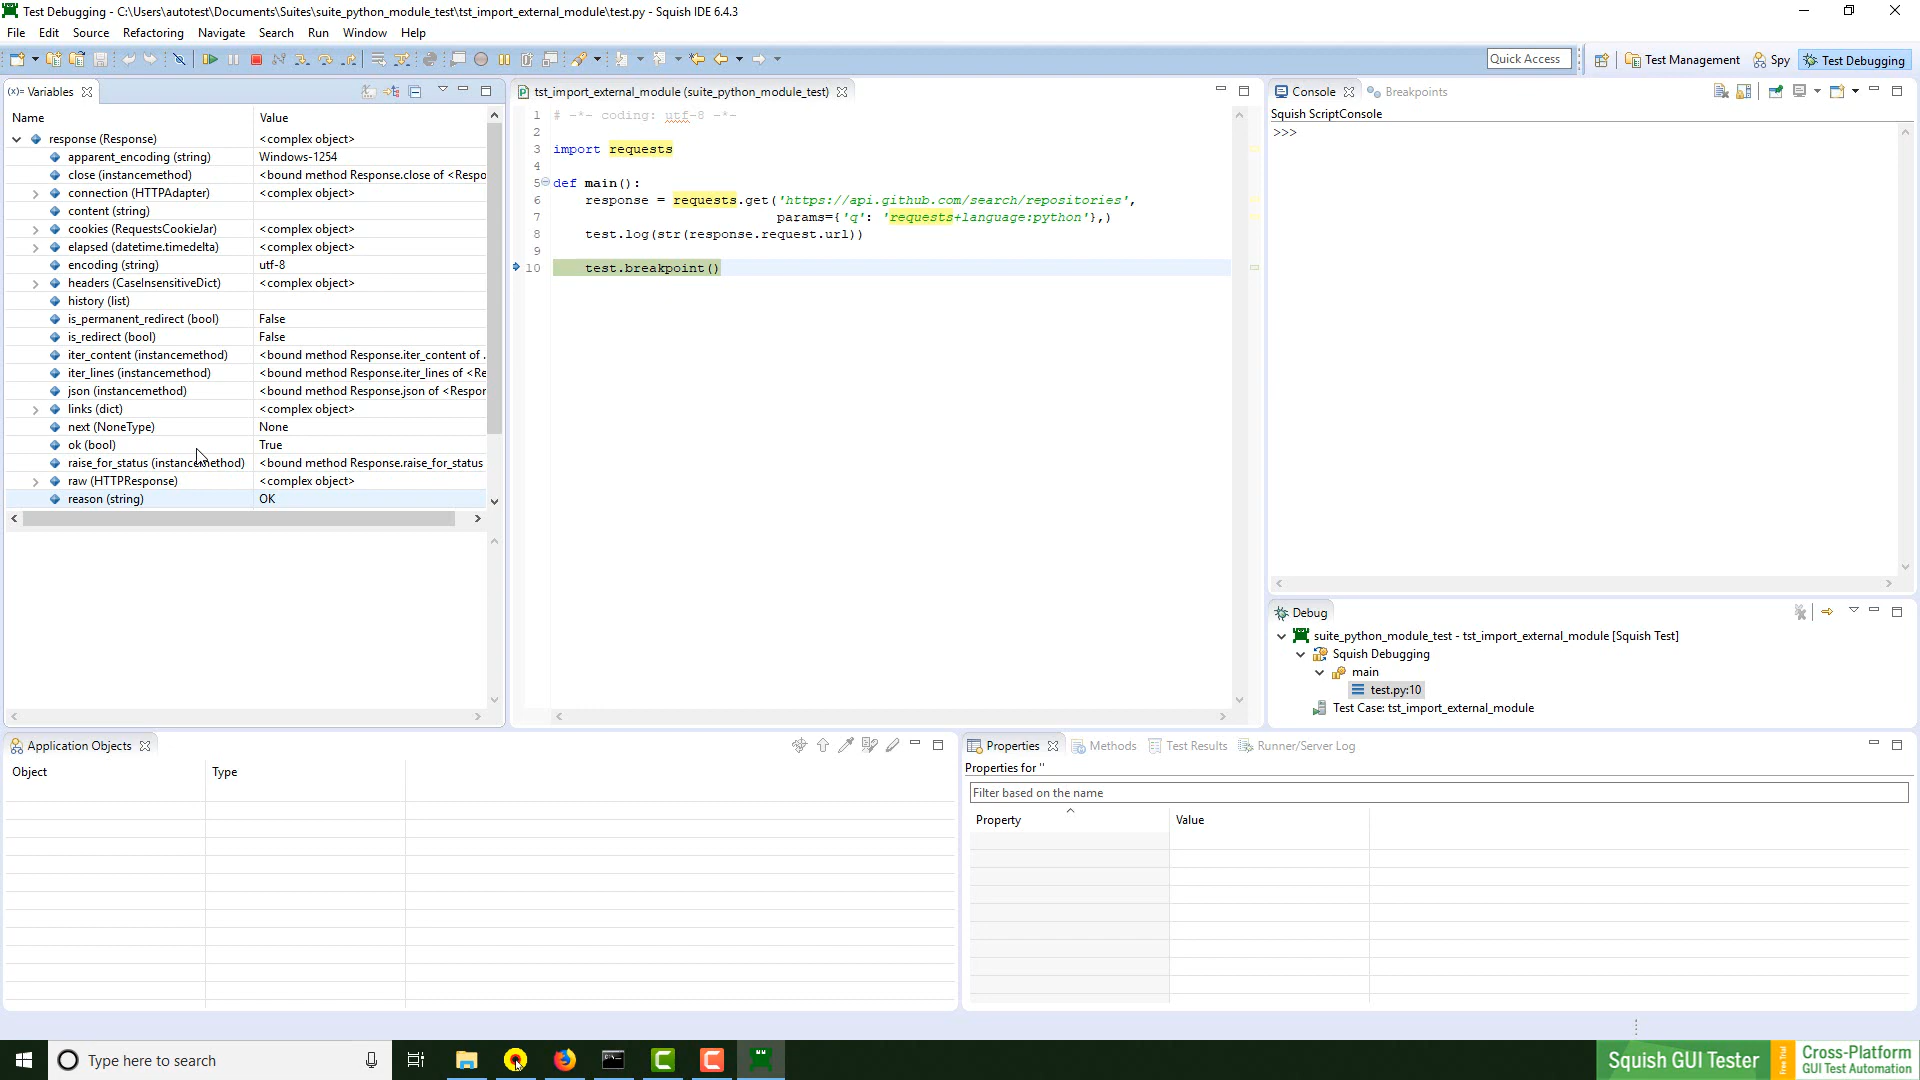 Test Debugging - C:\Users\autotest\Documents\Suites\suite_python_module_test\tst_import_external_module\test.py - Squish IDE 6.4.3
File Edit Source Refactoring Navigate Search Run Window Help
Quick Access Test Management Spy Test Debugging
(x)= Variables
Name Value
response (Response) <complex object>
apparent_encoding (string) Windows-1254
close (instancemethod) <bound method Response.close of <Respo
connection (HTTPAdapter) <complex object>
content (string)
cookies (RequestsCookieJar) <complex object>
elapsed (datetime.timedelta) <complex object>
encoding (string) utf-8
headers (CaseInsensitiveDict) <complex object>
history (list)
is_permanent_redirect (bool) False
is_redirect (bool) False
iter_content (instancemethod) <bound method Response.iter_content of .
iter_lines (instancemethod) <bound method Response.iter_lines of <Re
json (instancemethod) <bound method Response.json of <Respor
links (dict) <complex object>
next (NoneType) None
ok (bool) True
raise_for_status (instancemethod) <bound method Response.raise_for_status
raw (HTTPResponse) <complex object>
reason (string) OK
tst_import_external_module (suite_python_module_test)
1 # -*- coding: utf-8 -*-
2
3 import requests
4
5 def main():
6 response = requests.get('https://api.github.com/search/repositories',
7 params={'q': 'requests+language:python'},)
8 test.log(str(response.request.url))
9
10 test.breakpoint()
Console Breakpoints
Squish ScriptConsole
>>>
Debug
suite_python_module_test - tst_import_external_module [Squish Test]
Squish Debugging
main
test.py:10
Test Case: tst_import_external_module
Application Objects
Object Type
Properties Methods Test Results Runner/Server Log
Properties for ''
Filter based on the name
Property Value
Type here to search
Squish GUI Tester
Free Trial
Cross-Platform
GUI Test Automation